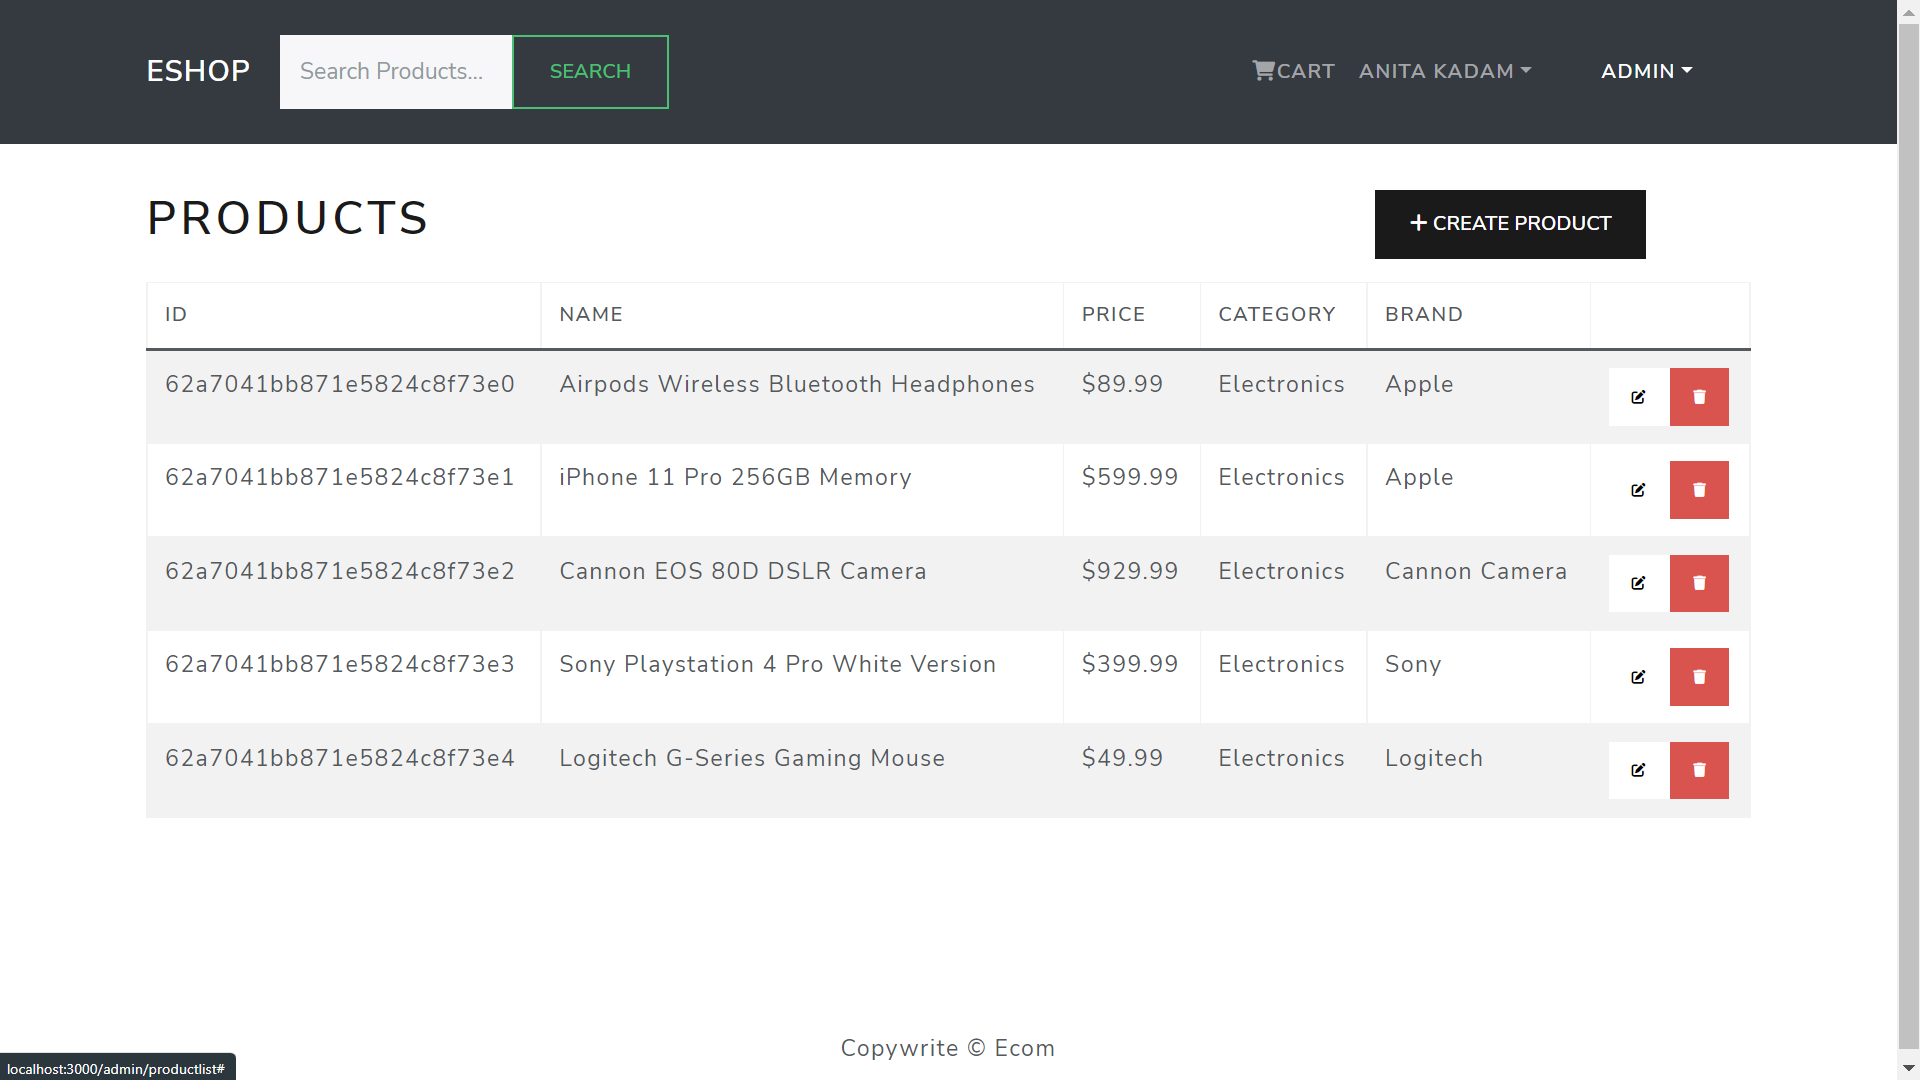 ESHOP Search Products... SEARCH CART ANITA KADAM ADMIN
PRODUCTS CREATE PRODUCT
ID NAME PRICE CATEGORY BRAND
62a7041bb871e5824c8f73e0 Airpods Wireless Bluetooth Headphones $89.99 Electronics Apple
62a7041bb871e5824c8f73e1 iPhone 11 Pro 256GB Memory $599.99 Electronics Apple
62a7041bb871e5824c8f73e2 Cannon EOS 80D DSLR Camera $929.99 Electronics Cannon Camera
62a7041bb871e5824c8f73e3 Sony Playstation 4 Pro White Version $399.99 Electronics Sony
62a7041bb871e5824c8f73e4 Logitech G-Series Gaming Mouse $49.99 Electronics Logitech
Copywrite © Ecom
localhost:3000/admin/productlist#